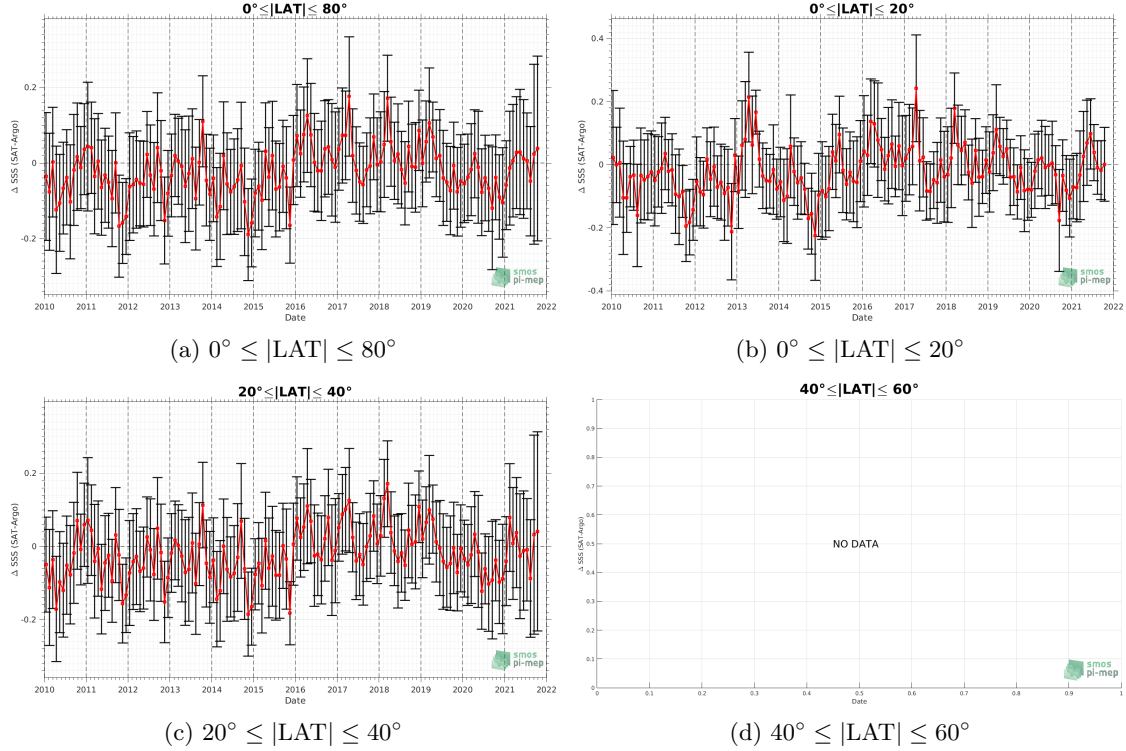 0°≤|LAT|≤ 80°
Δ SSS (SAT-Argo)
0.2
0
-0.2
2010 2011 2012 2013 2014 2015 2016 2017 2018 2019 2020 2021 2022
Date
smos
pi-mep
(a) 0° ≤ |LAT| ≤ 80°
0°≤|LAT|≤ 20°
Δ SSS (SAT-Argo)
0.4
0.2
0
-0.2
-0.4
2010 2011 2012 2013 2014 2015 2016 2017 2018 2019 2020 2021 2022
Date
smos
pi-mep
(b) 0° ≤ |LAT| ≤ 20°
20°≤|LAT|≤ 40°
Δ SSS (SAT-Argo)
0.2
0
-0.2
2010 2011 2012 2013 2014 2015 2016 2017 2018 2019 2020 2021 2022
Date
smos
pi-mep
(c) 20° ≤ |LAT| ≤ 40°
40°≤|LAT|≤ 60°
Δ SSS (SAT-Argo)
1
0.9
0.8
0.7
0.6
0.5
0.4
0.3
0.2
0.1
0
NO DATA
0 0.1 0.2 0.3 0.4 0.5 0.6 0.7 0.8 0.9 1
Date
smos
pi-mep
(d) 40° ≤ |LAT| ≤ 60°